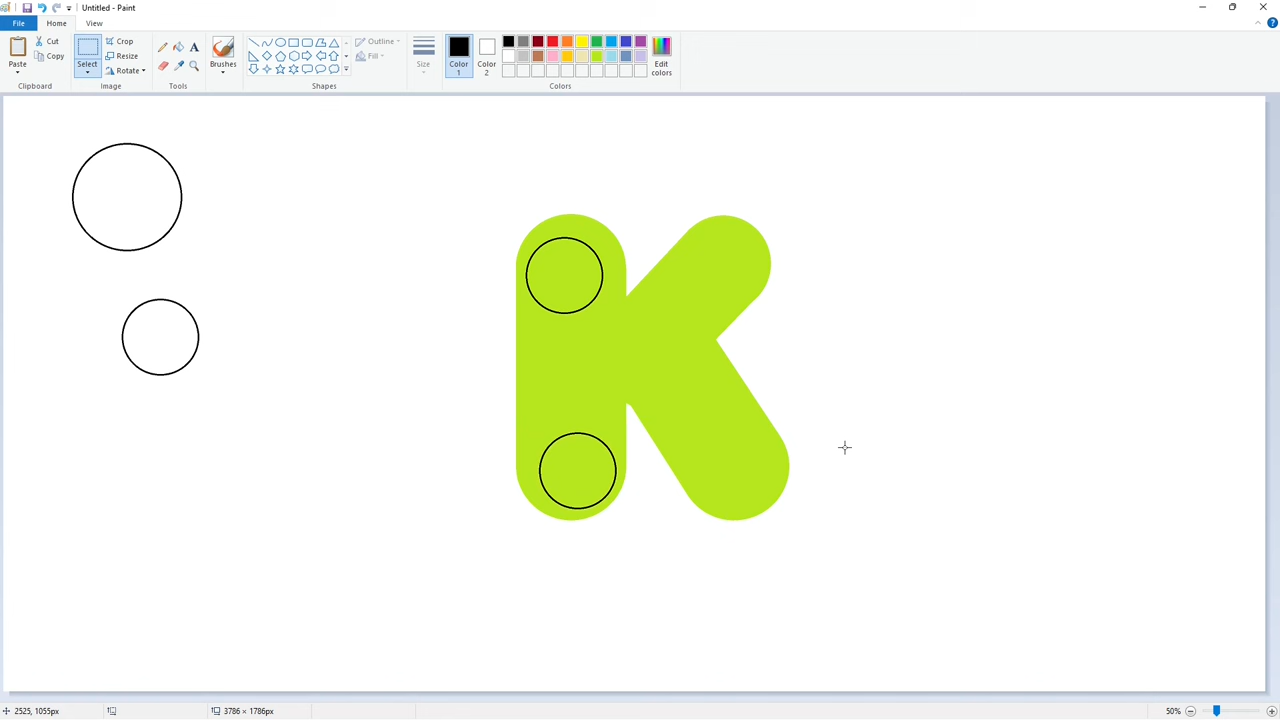 Untitled - Paint
File
Home
View
Paste
Cut
Copy
Clipboard
Select
Crop
Resize
Rotate
Image
A
Tools
Brushes
Outline
Fill
Shapes
Size
Color
1
Color
2
Edit
colors
Colors
K
2525, 1055px
3786 × 1786px
50%